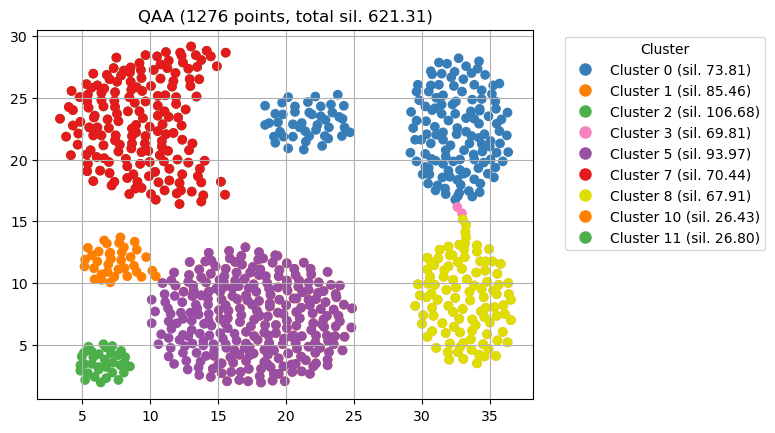 QAA (1276 points, total sil. 621.31)
30
25
20
15
10
5
5
10
15
20
25
30
35
Cluster
Cluster 0 (sil. 73.81)
Cluster 1 (sil. 85.46)
Cluster 2 (sil. 106.68)
Cluster 3 (sil. 69.81)
Cluster 5 (sil. 93.97)
Cluster 7 (sil. 70.44)
Cluster 8 (sil. 67.91)
Cluster 10 (sil. 26.43)
Cluster 11 (sil. 26.80)